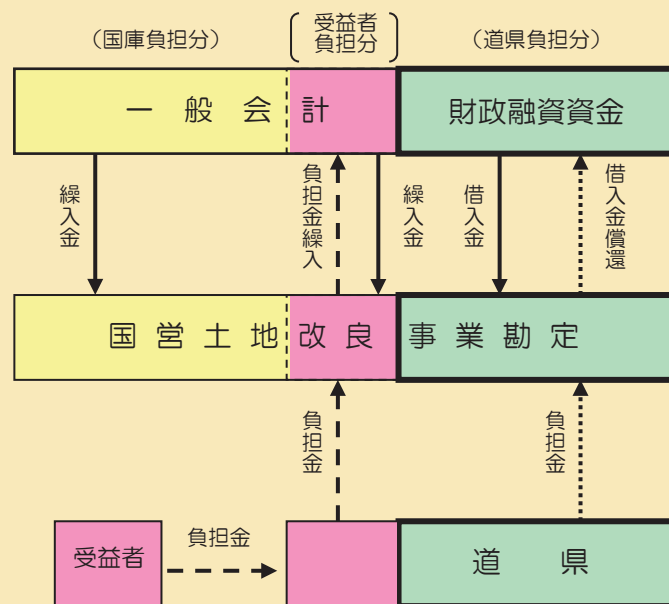 （国庫負担分）
受益者
負担分
（道県負担分）
一般会計
財政融資資金
繰入金
負担金繰入
繰入金
借入金
借入金償還
国営土地改良事業勘定
負担金
負担金
受益者
負担金
道県